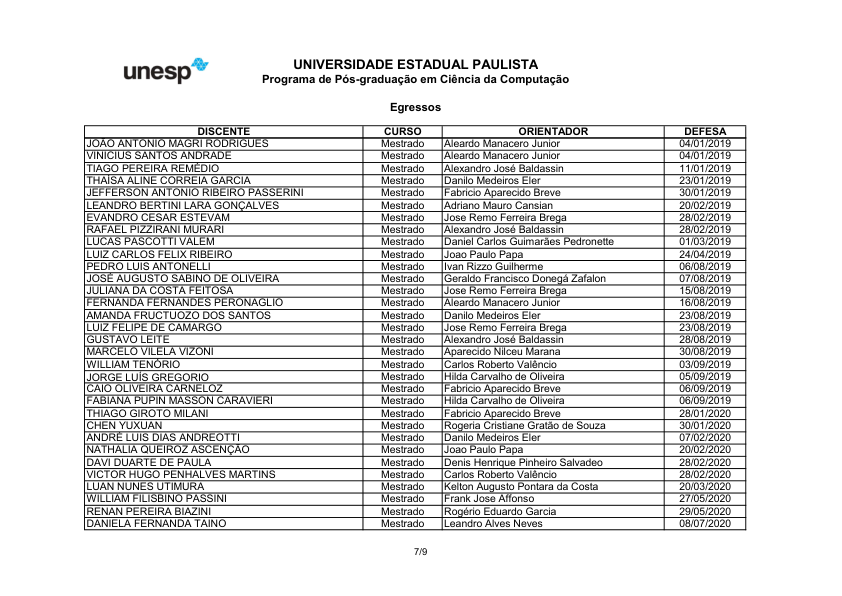 unesp
UNIVERSIDADE ESTADUAL PAULISTA
Programa de Pós-graduação em Ciência da Computação
Egressos
DISCENTE CURSO ORIENTADOR DEFESA
JOÃO ANTONIO MAGRI RODRIGUES Mestrado Aleardo Manacero Junior 04/01/2019
VINICIUS SANTOS ANDRADE Mestrado Aleardo Manacero Junior 04/01/2019
TIAGO PEREIRA REMÉDIO Mestrado Alexandro José Baldassin 11/01/2019
THAÍSA ALINE CORREIA GARCIA Mestrado Danilo Medeiros Eler 23/01/2019
JEFFERSON ANTONIO RIBEIRO PASSERINI Mestrado Fabricio Aparecido Breve 30/01/2019
LEANDRO BERTINI LARA GONÇALVES Mestrado Adriano Mauro Cansian 20/02/2019
EVANDRO CESAR ESTEVAM Mestrado Jose Remo Ferreira Brega 28/02/2019
RAFAEL PIZZIRANI MURARI Mestrado Alexandro José Baldassin 28/02/2019
LUCAS PASCOTTI VALEM Mestrado Daniel Carlos Guimarães Pedronette 01/03/2019
LUIZ CARLOS FELIX RIBEIRO Mestrado Joao Paulo Papa 24/04/2019
PEDRO LUIS ANTONELLI Mestrado Ivan Rizzo Guilherme 06/08/2019
JOSÉ AUGUSTO SABINO DE OLIVEIRA Mestrado Geraldo Francisco Donegá Zafalon 07/08/2019
JULIANA DA COSTA FEITOSA Mestrado Jose Remo Ferreira Brega 15/08/2019
FERNANDA FERNANDES PERONAGLIO Mestrado Aleardo Manacero Junior 16/08/2019
AMANDA FRUCTUOZO DOS SANTOS Mestrado Danilo Medeiros Eler 23/08/2019
LUIZ FELIPE DE CAMARGO Mestrado Jose Remo Ferreira Brega 23/08/2019
GUSTAVO LEITE Mestrado Alexandro José Baldassin 28/08/2019
MARCELO VILELA VIZONI Mestrado Aparecido Nilceu Marana 30/08/2019
WILLIAM TENÓRIO Mestrado Carlos Roberto Valêncio 03/09/2019
JORGE LUÍS GREGORIO Mestrado Hilda Carvalho de Oliveira 05/09/2019
CAIO OLIVEIRA CARNELOZ Mestrado Fabricio Aparecido Breve 06/09/2019
FABIANA PUPIN MASSON CARAVIERI Mestrado Hilda Carvalho de Oliveira 06/09/2019
THIAGO GIROTO MILANI Mestrado Fabricio Aparecido Breve 28/01/2020
CHEN YUXUAN Mestrado Rogeria Cristiane Gratão de Souza 30/01/2020
ANDRÉ LUIS DIAS ANDREOTTI Mestrado Danilo Medeiros Eler 07/02/2020
NATHALIA QUEIROZ ASCENÇÃO Mestrado Joao Paulo Papa 20/02/2020
DAVI DUARTE DE PAULA Mestrado Denis Henrique Pinheiro Salvadeo 28/02/2020
VICTOR HUGO PENHALVES MARTINS Mestrado Carlos Roberto Valêncio 28/02/2020
LUAN NUNES UTIMURA Mestrado Kelton Augusto Pontara da Costa 20/03/2020
WILLIAM FILISBINO PASSINI Mestrado Frank Jose Affonso 27/05/2020
RENAN PEREIRA BIAZINI Mestrado Rogério Eduardo Garcia 29/05/2020
DANIELA FERNANDA TAINO Mestrado Leandro Alves Neves 08/07/2020
7/9